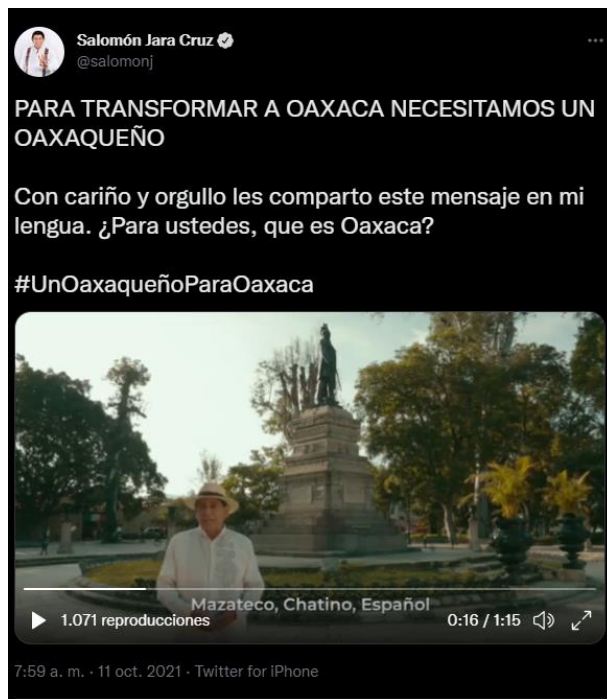 Salomón Jara Cruz
@salomonj
PARA TRANSFORMAR A OAXACA NECESITAMOS UN
OAXAQUEÑO
Con cariño y orgullo les comparto este mensaje en mi
lengua. ¿Para ustedes, que es Oaxaca?
#UnOaxaqueñoParaOaxaca
Mazateco, Chatino, Español
1.071 reproducciones
0:16 / 1:15
7:59 a. m. · 11 oct. 2021 · Twitter for iPhone